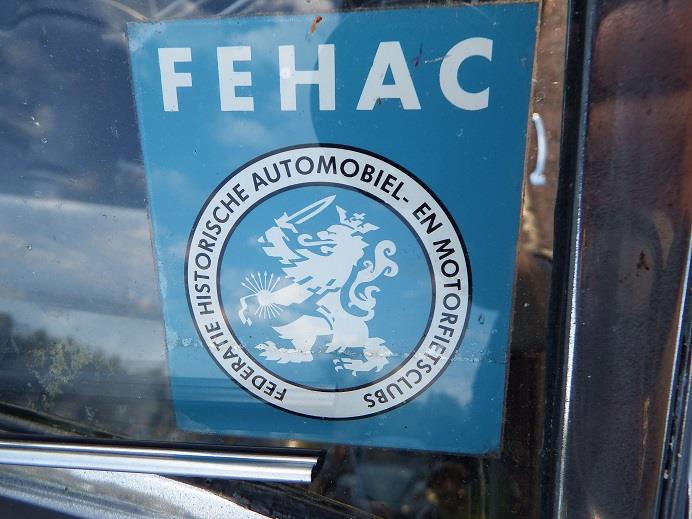 FEHAC
FEDERATIE HISTORISCHE AUTOMOBIEL- EN MOTORFIETSCLUBS